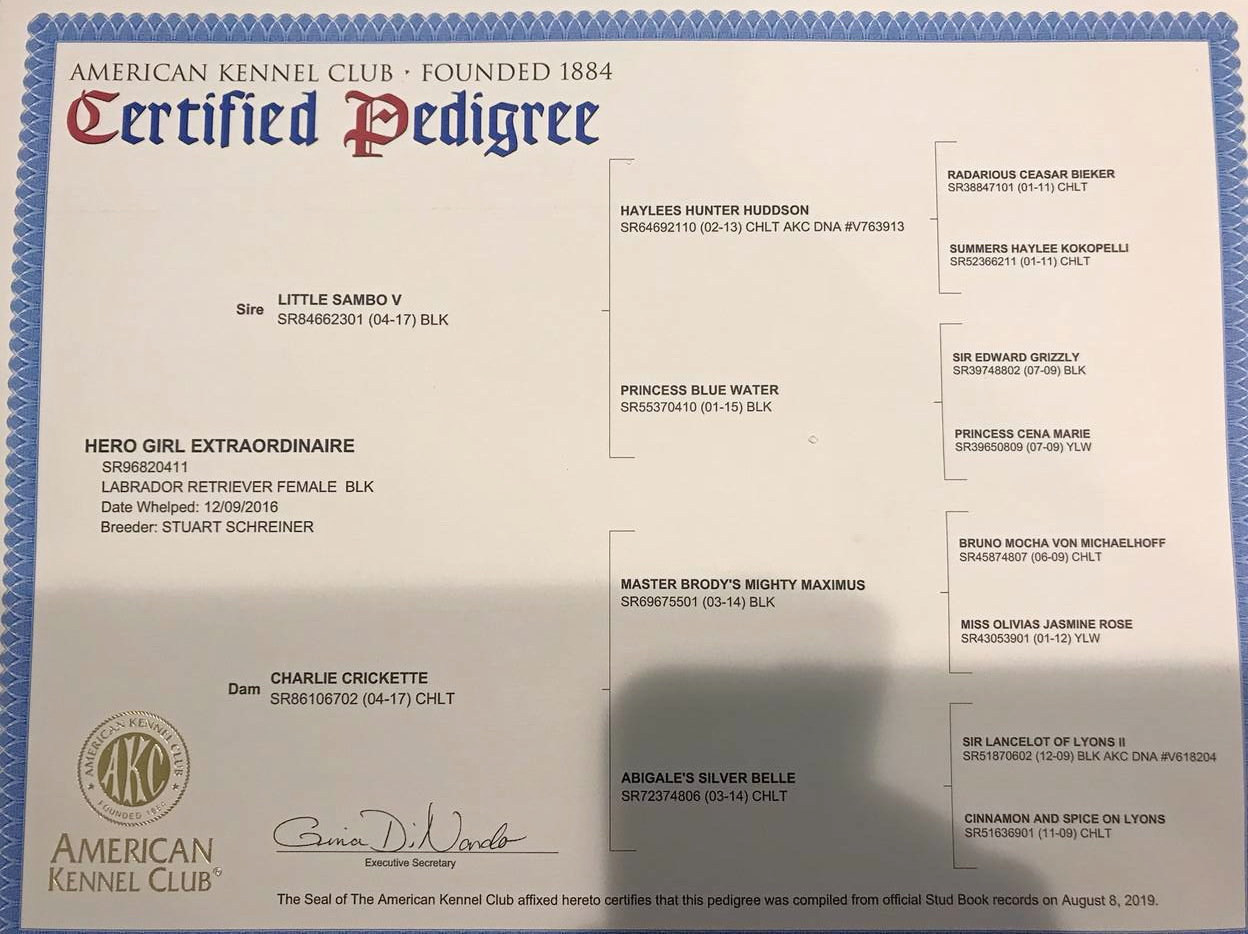 AMERICAN KENNEL CLUB · FOUNDED 1884
Certified Pedigree
RADARIOUS CEASAR BIEKER
SR38847101 (01-11) CHLT
HAYLEES HUNTER HUDDSON
SR64692110 (02-13) CHLT AKC DNA #V763913
SUMMERS HAYLEE KOKOPELLI
SR52366211 (01-11) CHLT
Sire LITTLE SAMBO V
SR84662301 (04-17) BLK
SIR EDWARD GRIZZLY
SR39748802 (07-09) BLK
PRINCESS BLUE WATER
SR55370410 (01-15) BLK
PRINCESS CENA MARIE
SR39650809 (07-09) YLW
HERO GIRL EXTRAORDINAIRE
SR96820411
LABRADOR RETRIEVER FEMALE BLK
Date Whelped: 12/09/2016
Breeder: STUART SCHREINER
BRUNO MOCHA VON MICHAELHOFF
SR45874807 (06-09) CHLT
MASTER BRODY'S MIGHTY MAXIMUS
SR69675501 (03-14) BLK
MISS OLIVIAS JASMINE ROSE
SR43053901 (01-12) YLW
Dam CHARLIE CRICKETTE
SR86106702 (04-17) CHLT
SIR LANCELOT OF LYONS II
SR51870602 (12-09) BLK AKC DNA #V618204
ABIGALE'S SILVER BELLE
SR72374806 (03-14) CHLT
CINNAMON AND SPICE ON LYONS
SR51636901 (11-09) CHLT
AMERICAN KENNEL CLUB
AKC
FOUNDED 1884
AMERICAN
KENNEL CLUB®
Gina DiNardo
Executive Secretary
The Seal of The American Kennel Club affixed hereto certifies that this pedigree was compiled from official Stud Book records on August 8, 2019.